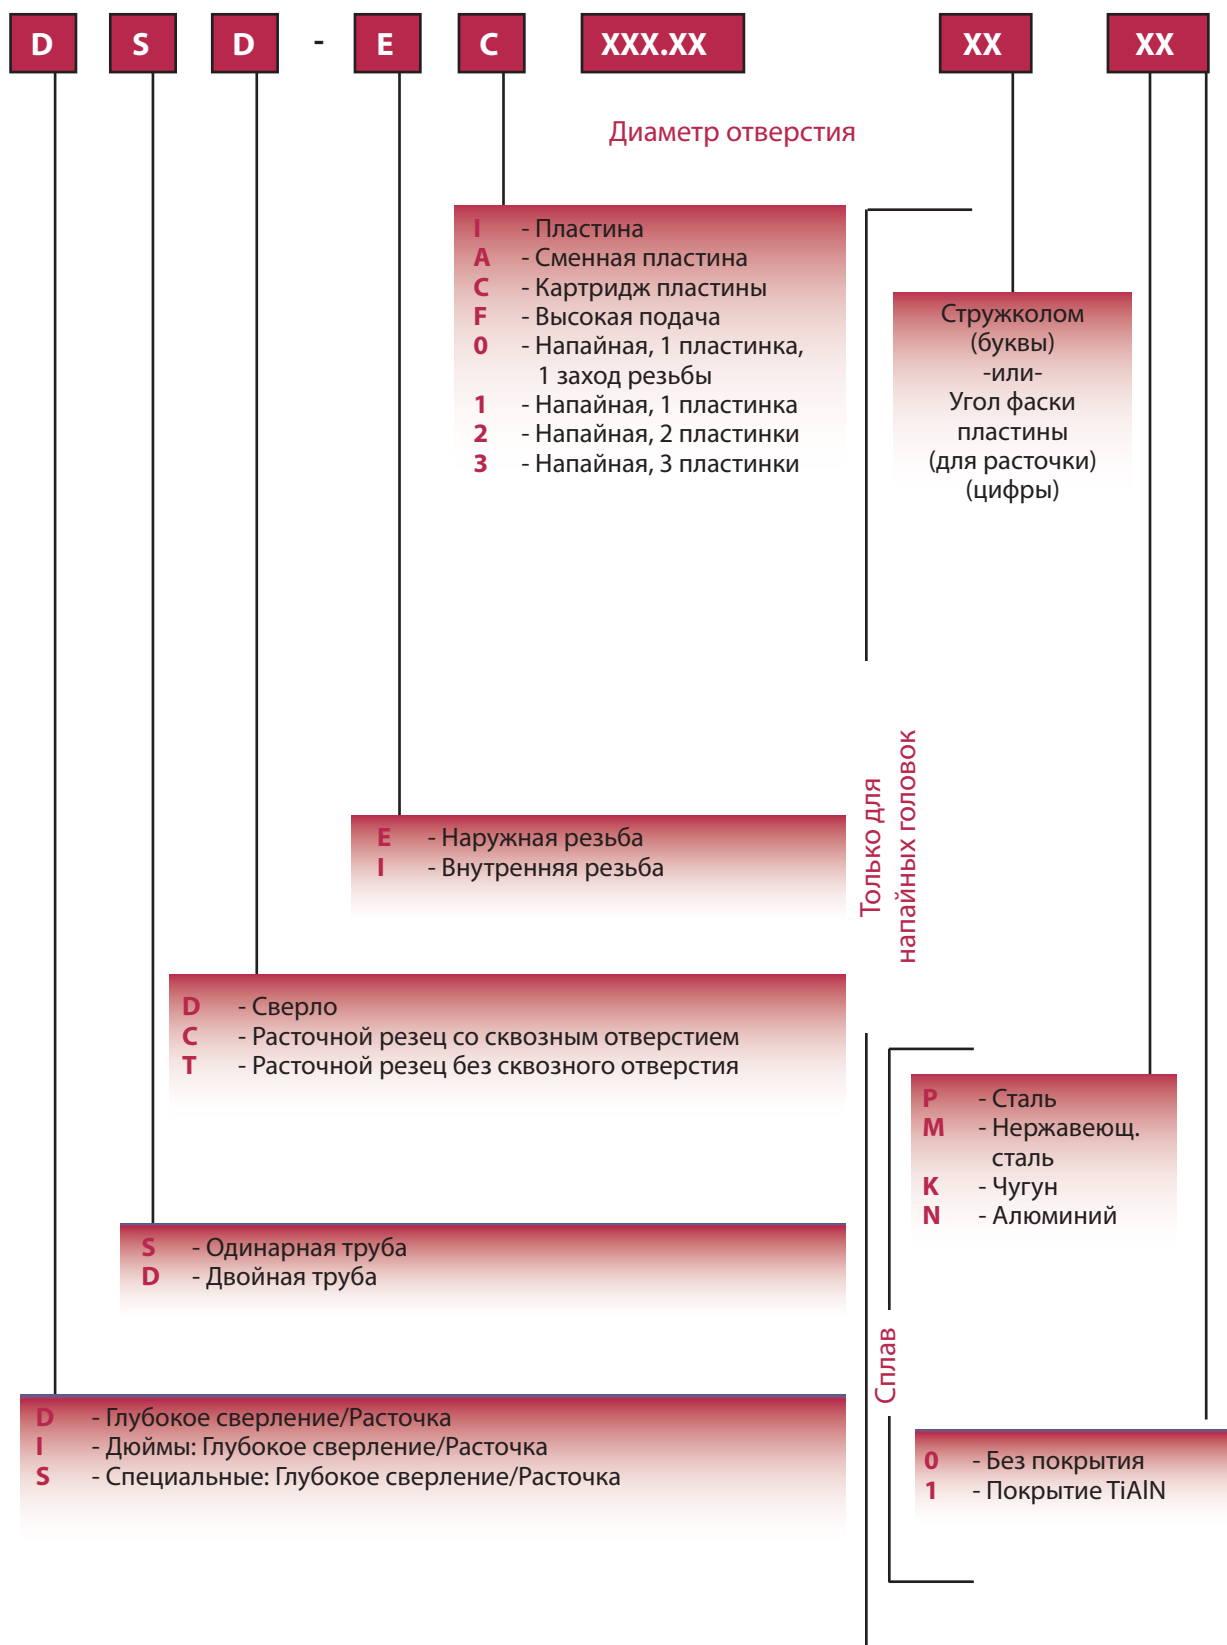 D S D - E C XXX.XX XX XX
Диаметр отверстия
I - Пластина
A - Сменная пластина
C - Картридж пластины
F - Высокая подача
0 - Напайная, 1 пластинка,
1 заход резьбы
1 - Напайная, 1 пластинка
2 - Напайная, 2 пластинки
3 - Напайная, 3 пластинки
Стружколом
(буквы)
-или-
Угол фаски
пластины
(для расточки)
(цифры)
Только для
напайных головок
E - Наружная резьба
I - Внутренняя резьба
D - Сверло
C - Расточной резец со сквозным отверстием
T - Расточной резец без сквозного отверстия
P - Сталь
M - Нержавеющ.
сталь
K - Чугун
N - Алюминий
S - Одинарная труба
D - Двойная труба
Сплав
D - Глубокое сверление/Расточка
I - Дюймы: Глубокое сверление/Расточка
S - Специальные: Глубокое сверление/Расточка
0 - Без покрытия
1 - Покрытие TiAlN